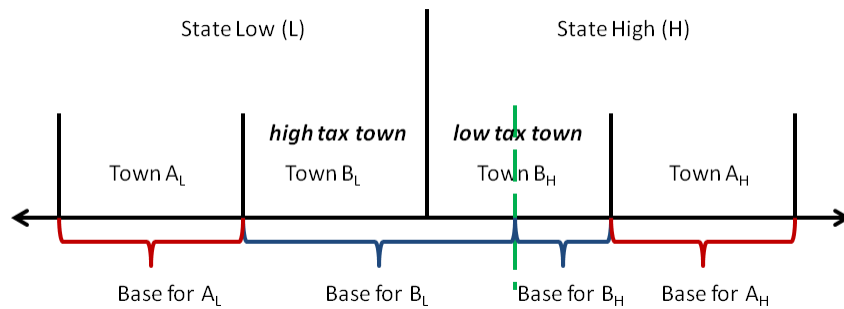 State Low (L) State High (H)
high tax town low tax town
Town A_L Town B_L Town B_H Town A_H
Base for A_L Base for B_L Base for B_H Base for A_H